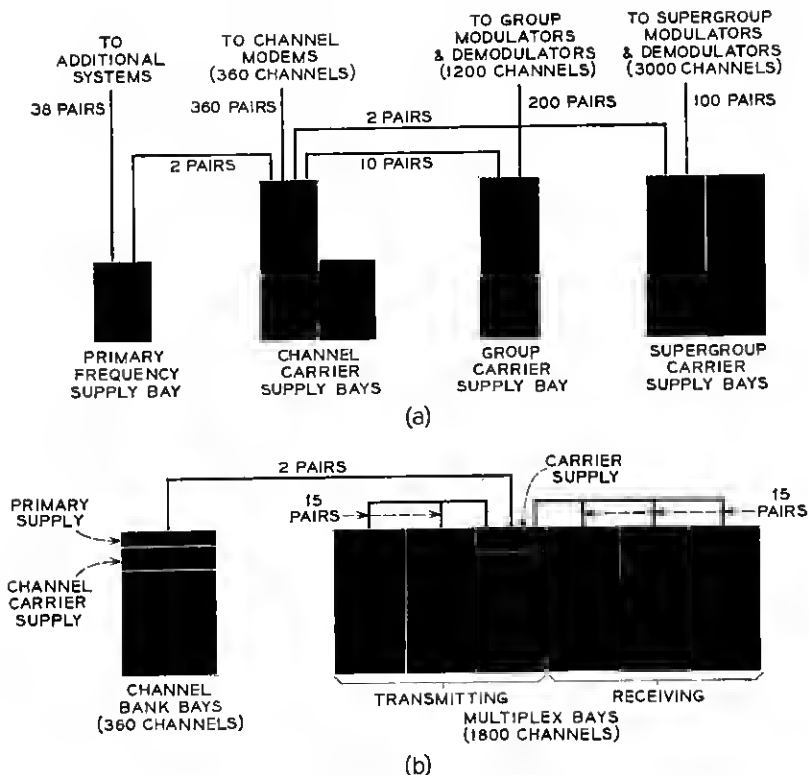 TO
ADDITIONAL
SYSTEMS
TO CHANNEL
MODEMS
(360 CHANNELS)
TO GROUP
MODULATORS
& DEMODULATORS
(1200 CHANNELS)
TO SUPERGROUP
MODULATORS
& DEMODULATORS
(3000 CHANNELS)
38 PAIRS
360 PAIRS
200 PAIRS
100 PAIRS
2 PAIRS
2 PAIRS
10 PAIRS
PRIMARY
FREQUENCY
SUPPLY BAY
CHANNEL
CARRIER
SUPPLY BAYS
GROUP
CARRIER
SUPPLY BAY
SUPERGROUP
CARRIER
SUPPLY BAYS
(a)
2 PAIRS
CARRIER
SUPPLY
PRIMARY
SUPPLY
15
PAIRS
15
PAIRS
CHANNEL
CARRIER
SUPPLY
CHANNEL
BANK BAYS
(360 CHANNELS)
TRANSMITTING
RECEIVING
MULTIPLEX BAYS
(1800 CHANNELS)
(b)